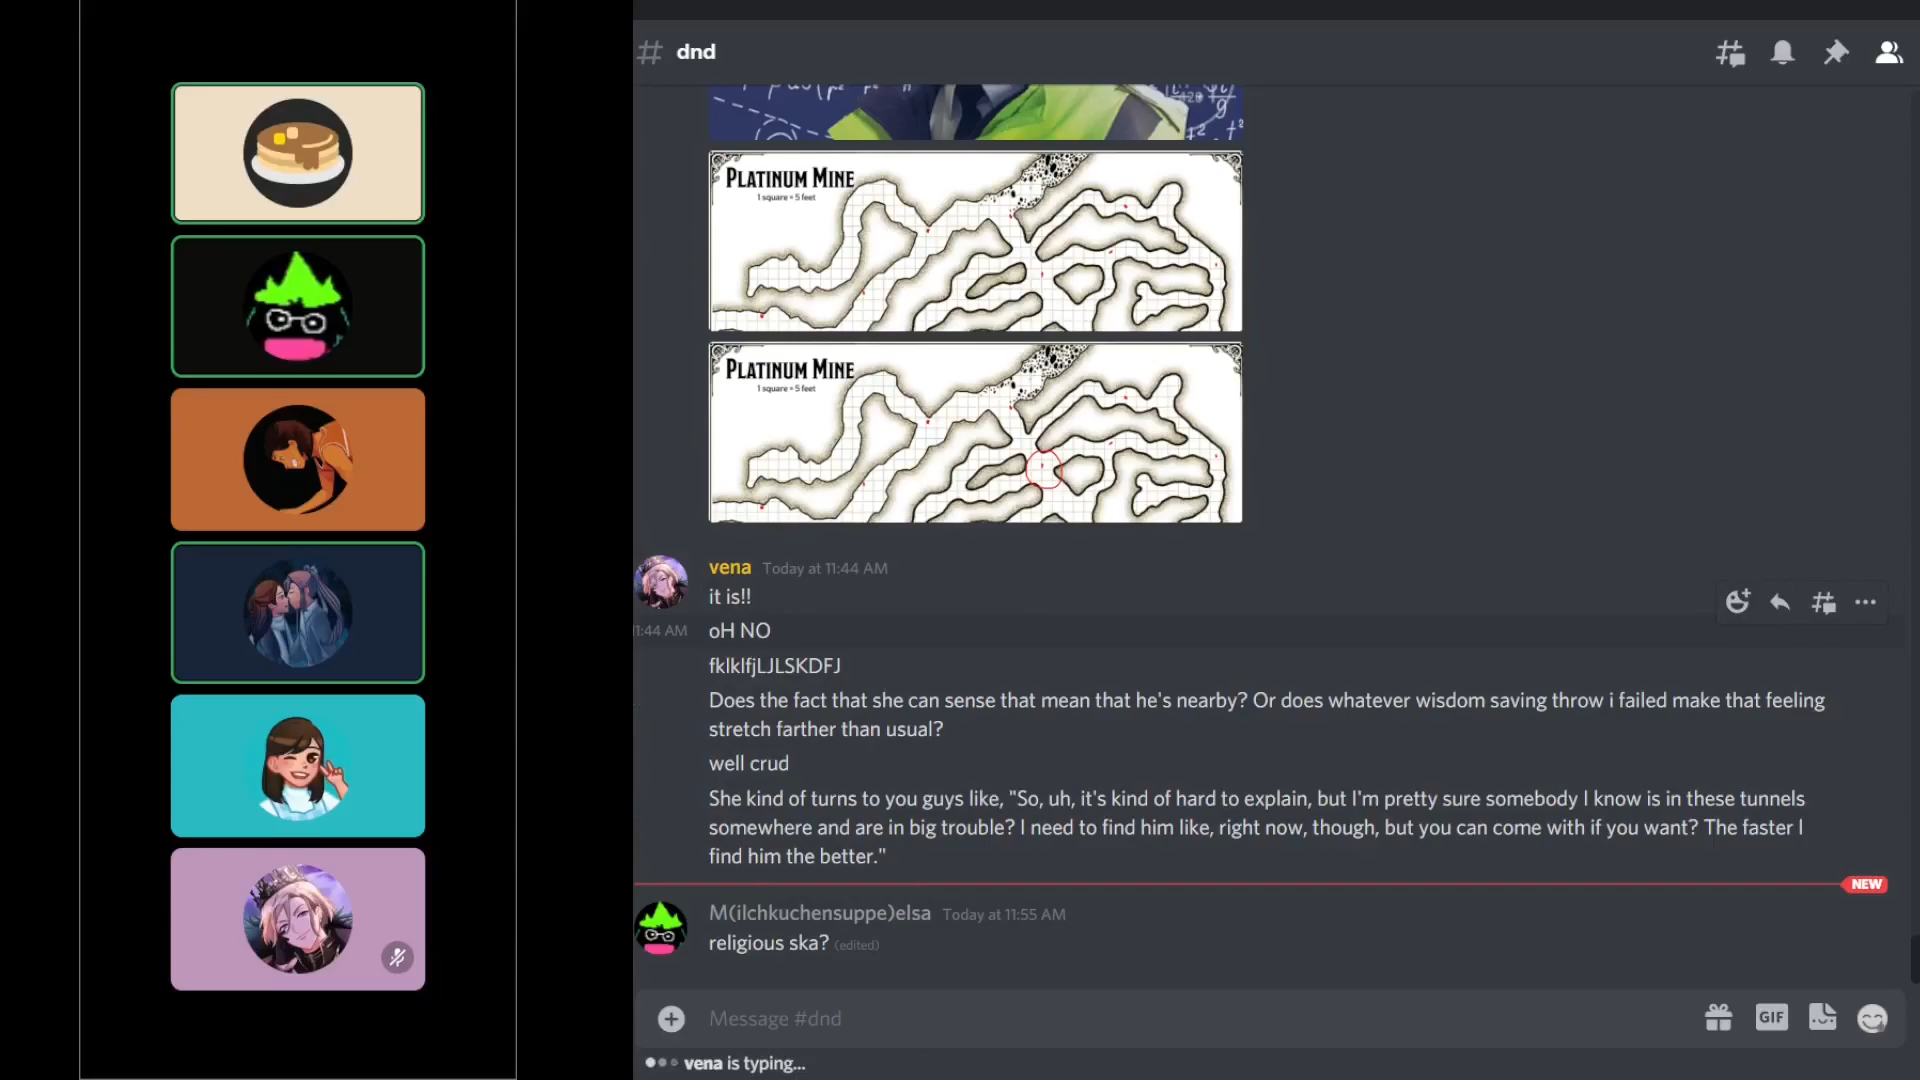 dnd
PLATINUM MINE
1 square = 5 feet
PLATINUM MINE
1 square = 5 feet
vena Today at 11:44 AM
it is!!
11:44 AM oH NO
fklklfjLJLSKDFJ
Does the fact that she can sense that mean that he's nearby? Or does whatever wisdom saving throw i failed make that feeling
stretch farther than usual?
well crud
She kind of turns to you guys like, "So, uh, it's kind of hard to explain, but I'm pretty sure somebody I know is in these tunnels
somewhere and are in big trouble? I need to find him like, right now, though, but you can come with if you want? The faster I
find him the better."
NEW
M(ilchkuchensuppe)elsa Today at 11:55 AM
religious ska? (edited)
Message #dnd
GIF
vena is typing...